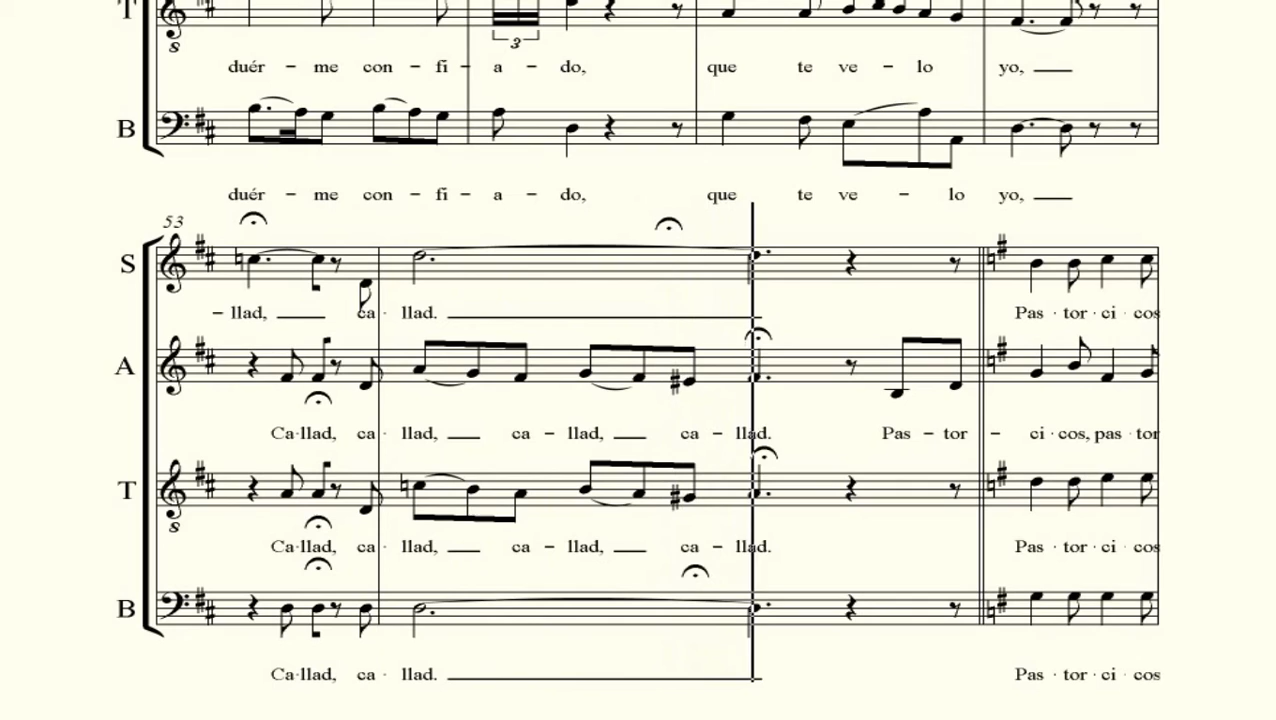 T
8
3
duér - me con - fi - a - do, que te ve - lo yo,
B
duér - me con - fi - a - do, que te ve - lo yo,
53
S
- llad, ca - llad. Pas - tor - ci - cos
A
Ca-llad, ca - llad, ca - llad, ca - llad. Pas - tor - ci - cos, pas - tor
T
8
Ca-llad, ca - llad, ca - llad, ca - llad. Pas - tor - ci - cos
B
Ca-llad, ca - llad. Pas - tor - ci - cos